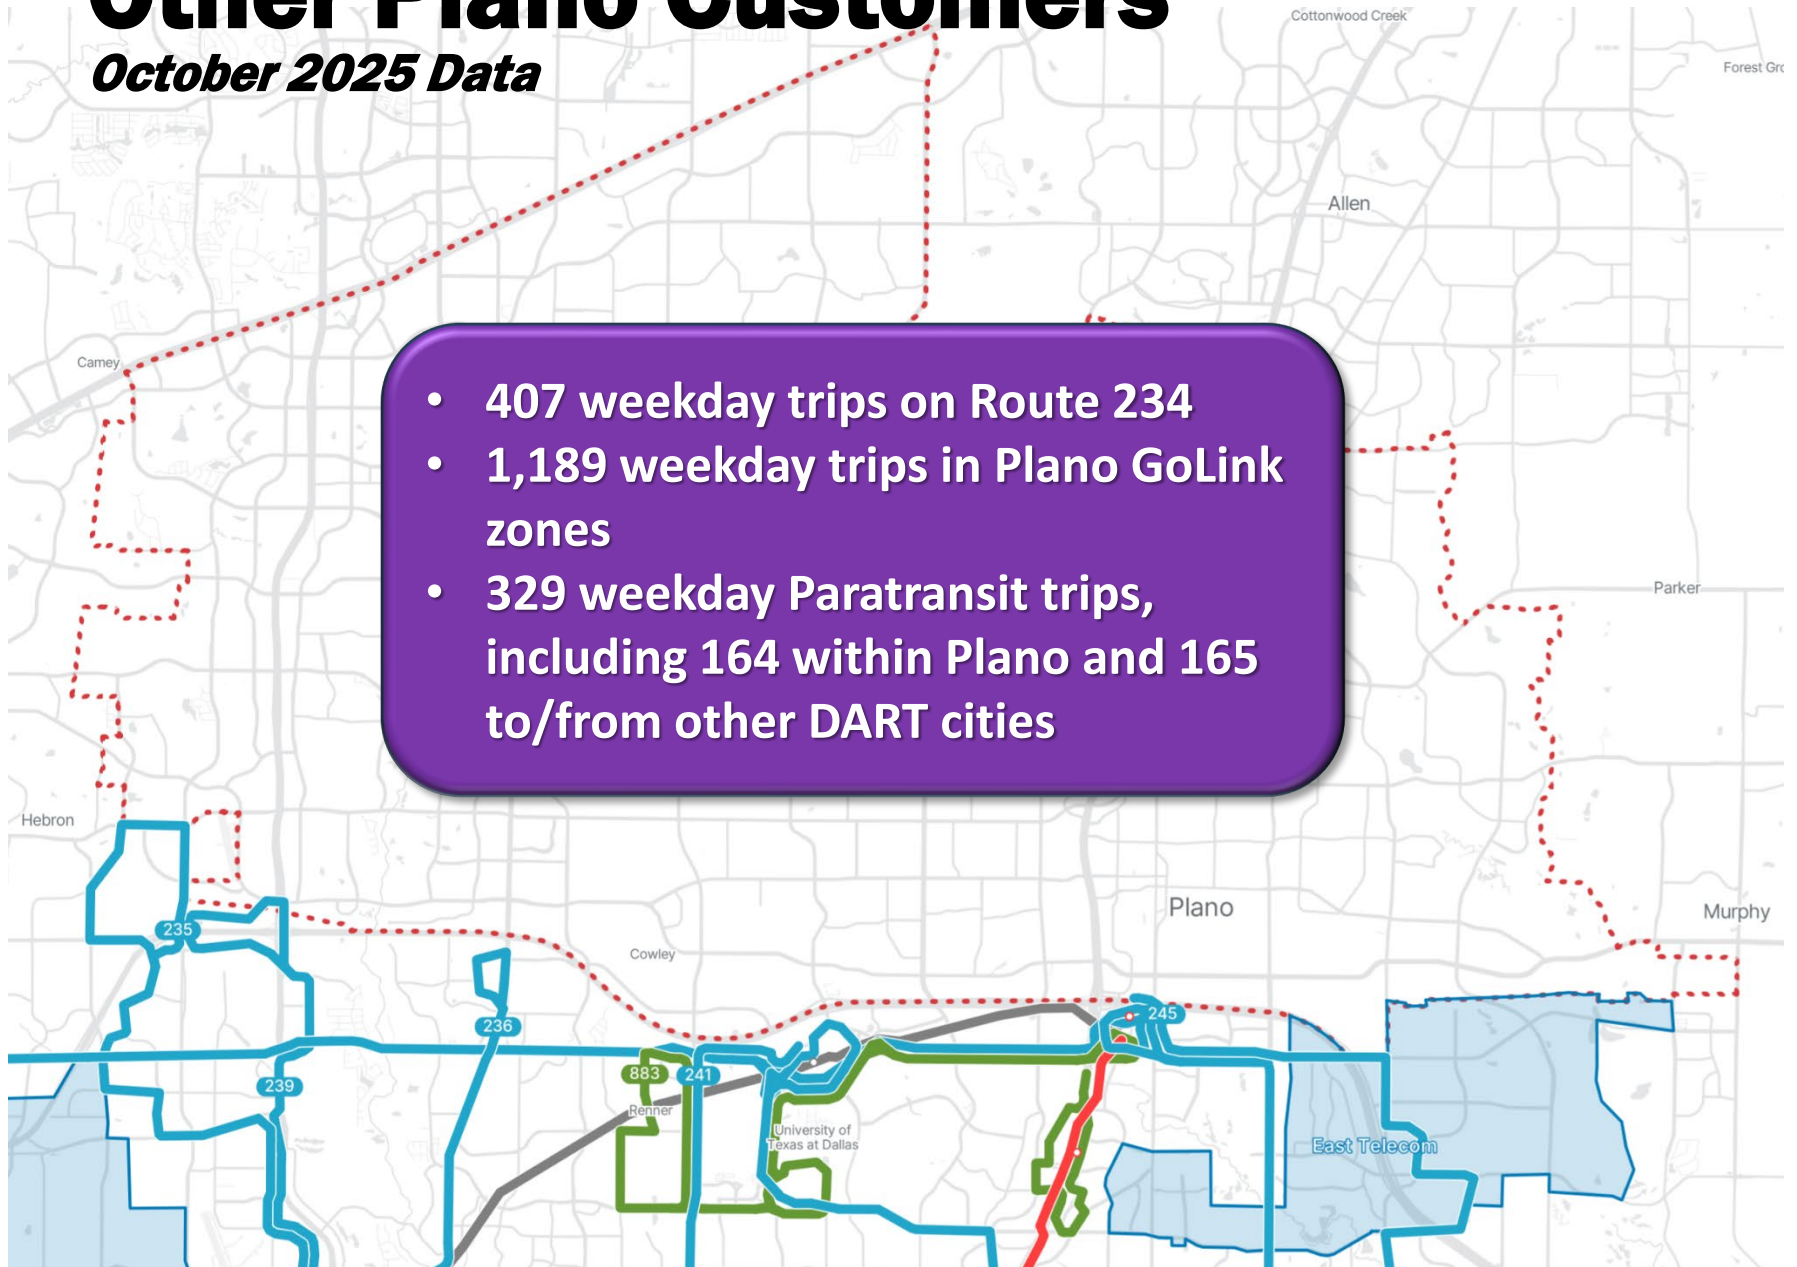 Other Plano Customers
October 2025 Data
Cottonwood Creek
Allen
Camey
• 407 weekday trips on Route 234
• 1,189 weekday trips in Plano GoLink
zones
• 329 weekday Paratransit trips,
including 164 within Plano and 165
to/from other DART cities
Parker
Hebron
Plano
Murphy
235
Cowley
236
245
883
241
239
Renner
University of
Texas at Dallas
East Telecom